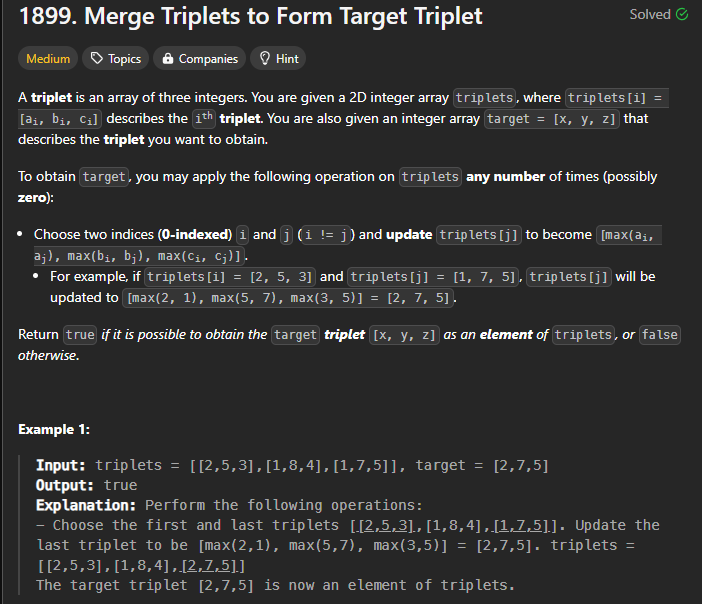 1899. Merge Triplets to Form Target Triplet
Solved
Medium Topics Companies Hint
A triplet is an array of three integers. You are given a 2D integer array triplets, where triplets[i] =
[aᵢ, bᵢ, cᵢ] describes the iᵗʰ triplet. You are also given an integer array target = [x, y, z] that
describes the triplet you want to obtain.
To obtain target, you may apply the following operation on triplets any number of times (possibly
zero):
• Choose two indices (0-indexed) i and j (i != j) and update triplets[j] to become [max(aᵢ,
aⱼ), max(bᵢ, bⱼ), max(cᵢ, cⱼ)].
• For example, if triplets[i] = [2, 5, 3] and triplets[j] = [1, 7, 5], triplets[j] will be
updated to [max(2, 1), max(5, 7), max(3, 5)] = [2, 7, 5].
Return true if it is possible to obtain the target triplet [x, y, z] as an element of triplets, or false
otherwise.
Example 1:
Input: triplets = [[2,5,3],[1,8,4],[1,7,5]], target = [2,7,5]
Output: true
Explanation: Perform the following operations:
– Choose the first and last triplets [[2,5,3],[1,8,4],[1,7,5]]. Update the
last triplet to be [max(2,1), max(5,7), max(3,5)] = [2,7,5]. triplets =
[[2,5,3],[1,8,4],[2,7,5]]
The target triplet [2,7,5] is now an element of triplets.